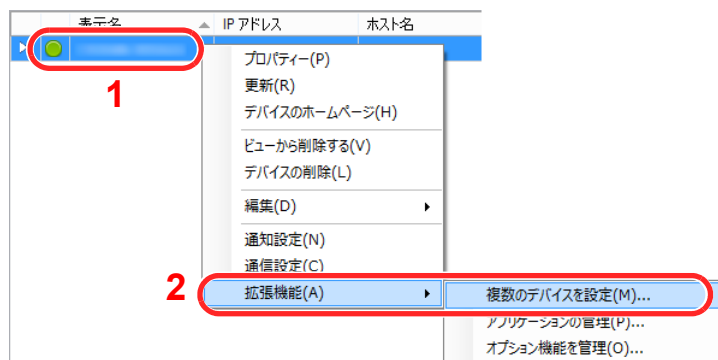 表示名 IP アドレス ホスト名
1
プロパティー(P)
更新(R)
デバイスのホームページ(H)
ビューから削除する(V)
デバイスの削除(L)
編集(D)
通知設定(N)
通信設定(C)
2
拡張機能(A)
複数のデバイスを設定(M)...
アプリケーションの管理(P)...
オプション機能を管理(O)...